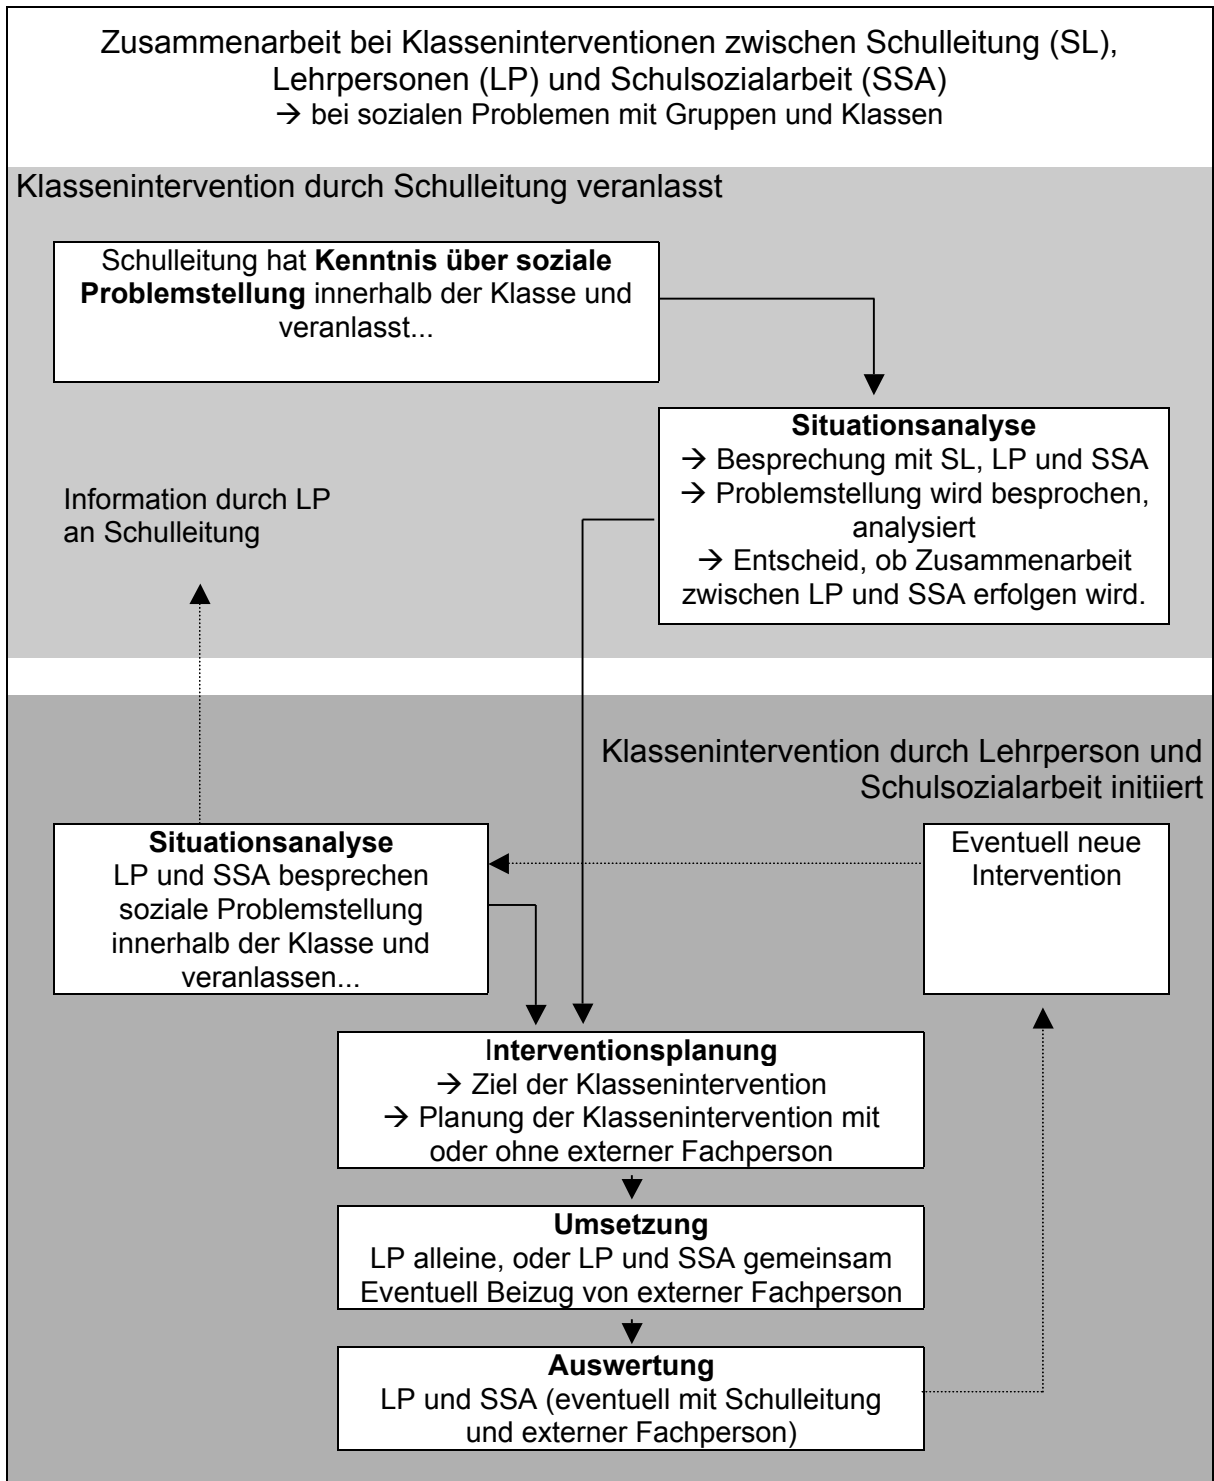 Zusammenarbeit bei Klasseninterventionen zwischen Schulleitung (SL),
Lehrpersonen (LP) und Schulsozialarbeit (SSA)
→ bei sozialen Problemen mit Gruppen und Klassen
Klassenintervention durch Schulleitung veranlasst
Schulleitung hat Kenntnis über soziale
Problemstellung innerhalb der Klasse und
veranlasst...
Situationsanalyse
→ Besprechung mit SL, LP und SSA
→ Problemstellung wird besprochen,
analysiert
→ Entscheid, ob Zusammenarbeit
zwischen LP und SSA erfolgen wird.
Information durch LP
an Schulleitung
Klassenintervention durch Lehrperson und
Schulsozialarbeit initiiert
Situationsanalyse
LP und SSA besprechen
soziale Problemstellung
innerhalb der Klasse und
veranlassen...
Eventuell neue
Intervention
Interventionsplanung
→ Ziel der Klassenintervention
→ Planung der Klassenintervention mit
oder ohne externer Fachperson
Umsetzung
LP alleine, oder LP und SSA gemeinsam
Eventuell Beizug von externer Fachperson
Auswertung
LP und SSA (eventuell mit Schulleitung
und externer Fachperson)